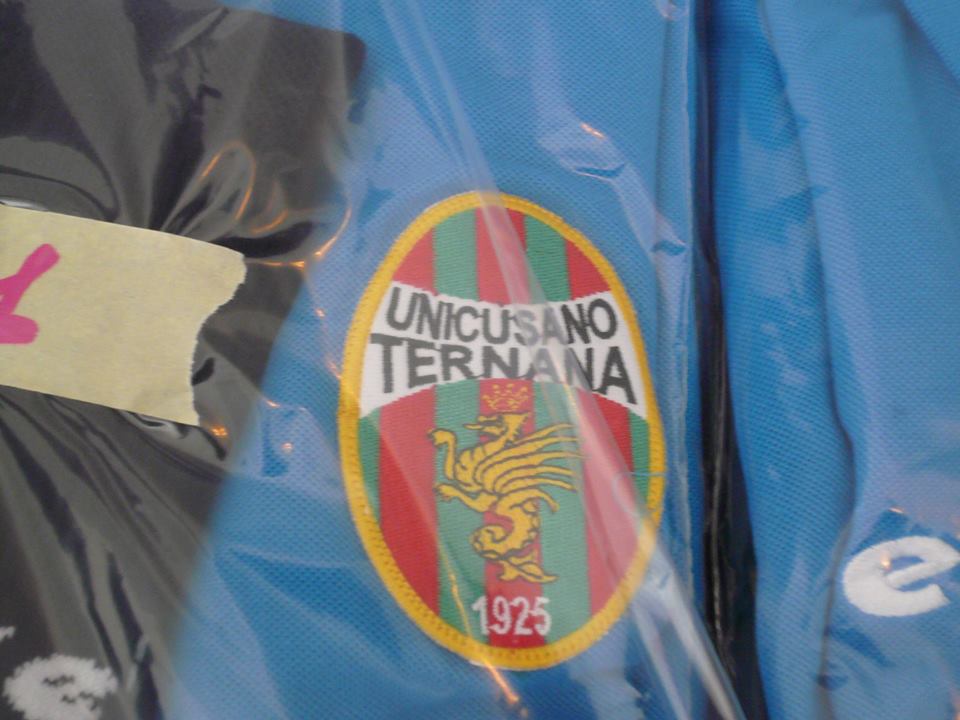 UNICUSANO
TERNANA
1925
e
e